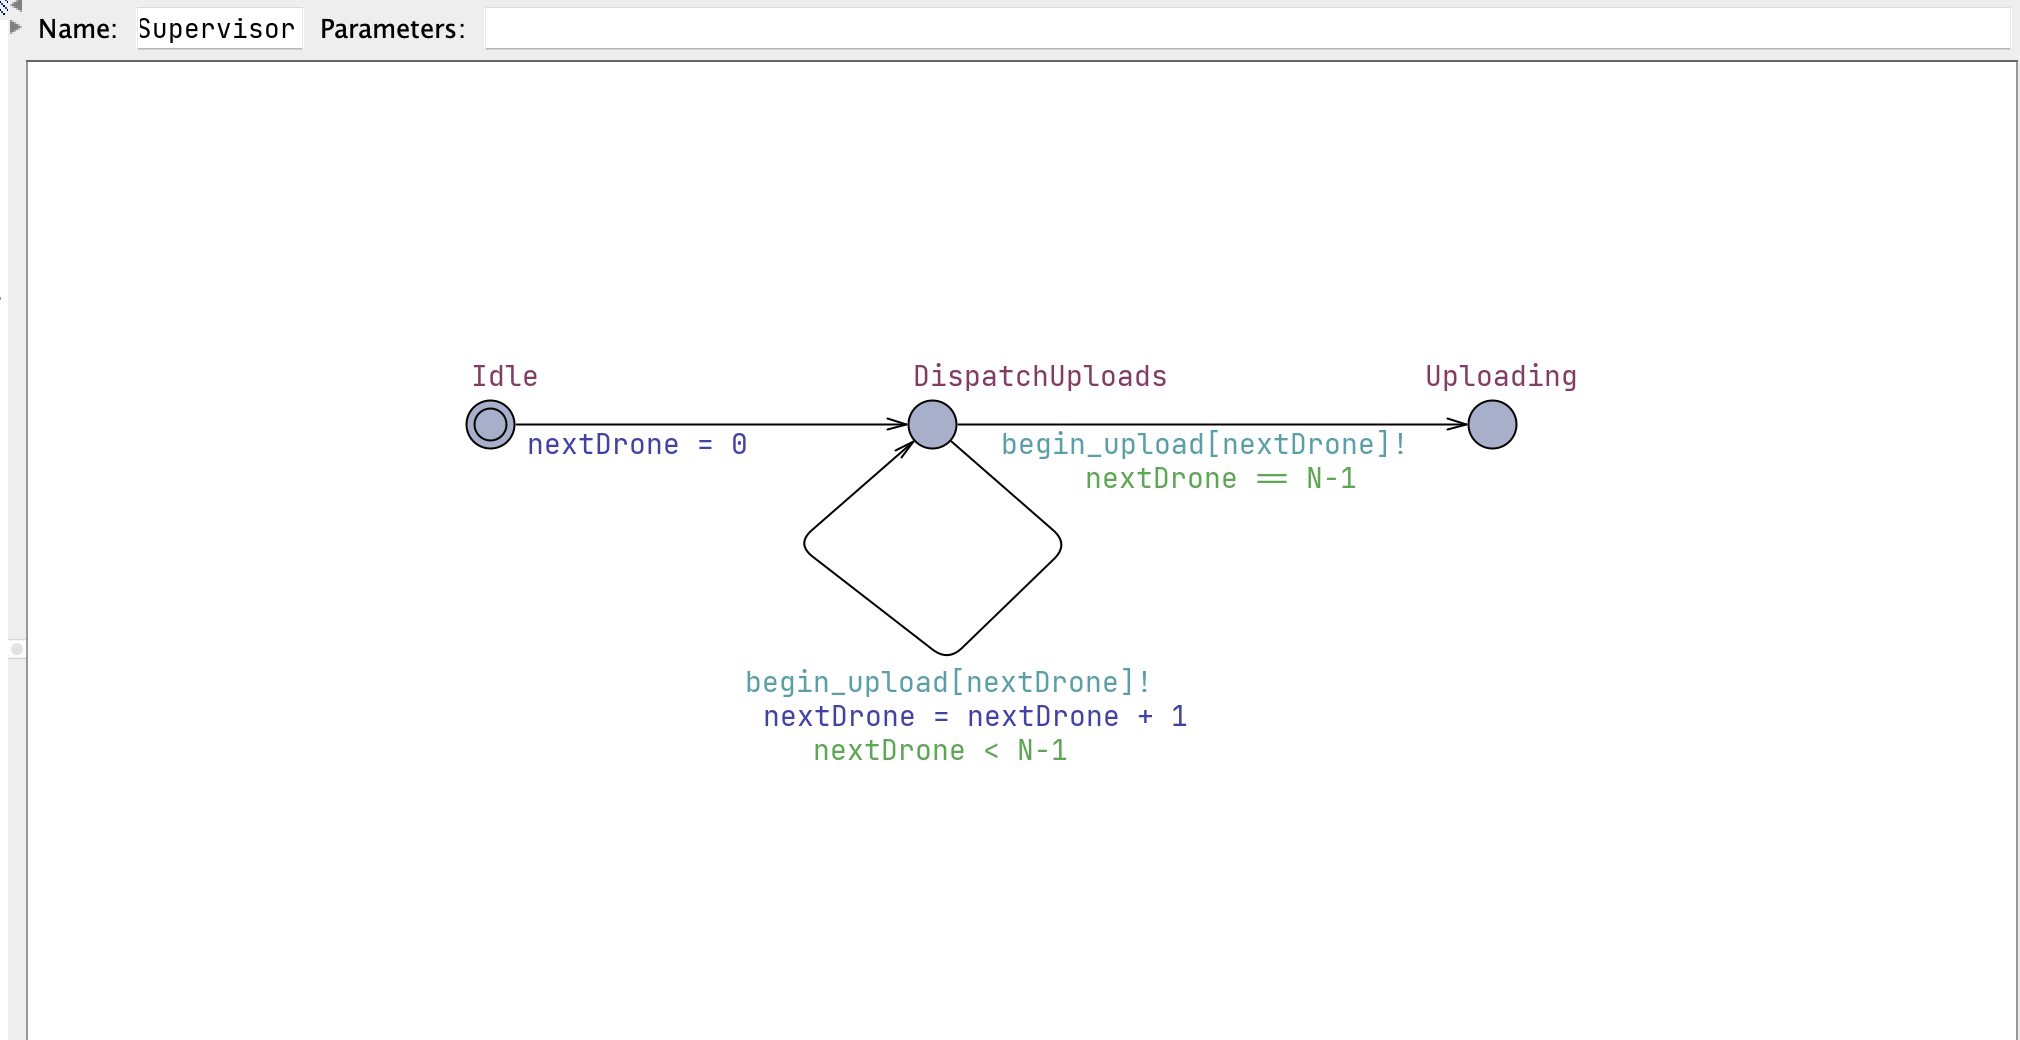 Name: Supervisor Parameters:
Idle
DispatchUploads
Uploading
nextDrone = 0
begin_upload[nextDrone]!
nextDrone == N-1
begin_upload[nextDrone]!
nextDrone = nextDrone + 1
nextDrone < N-1